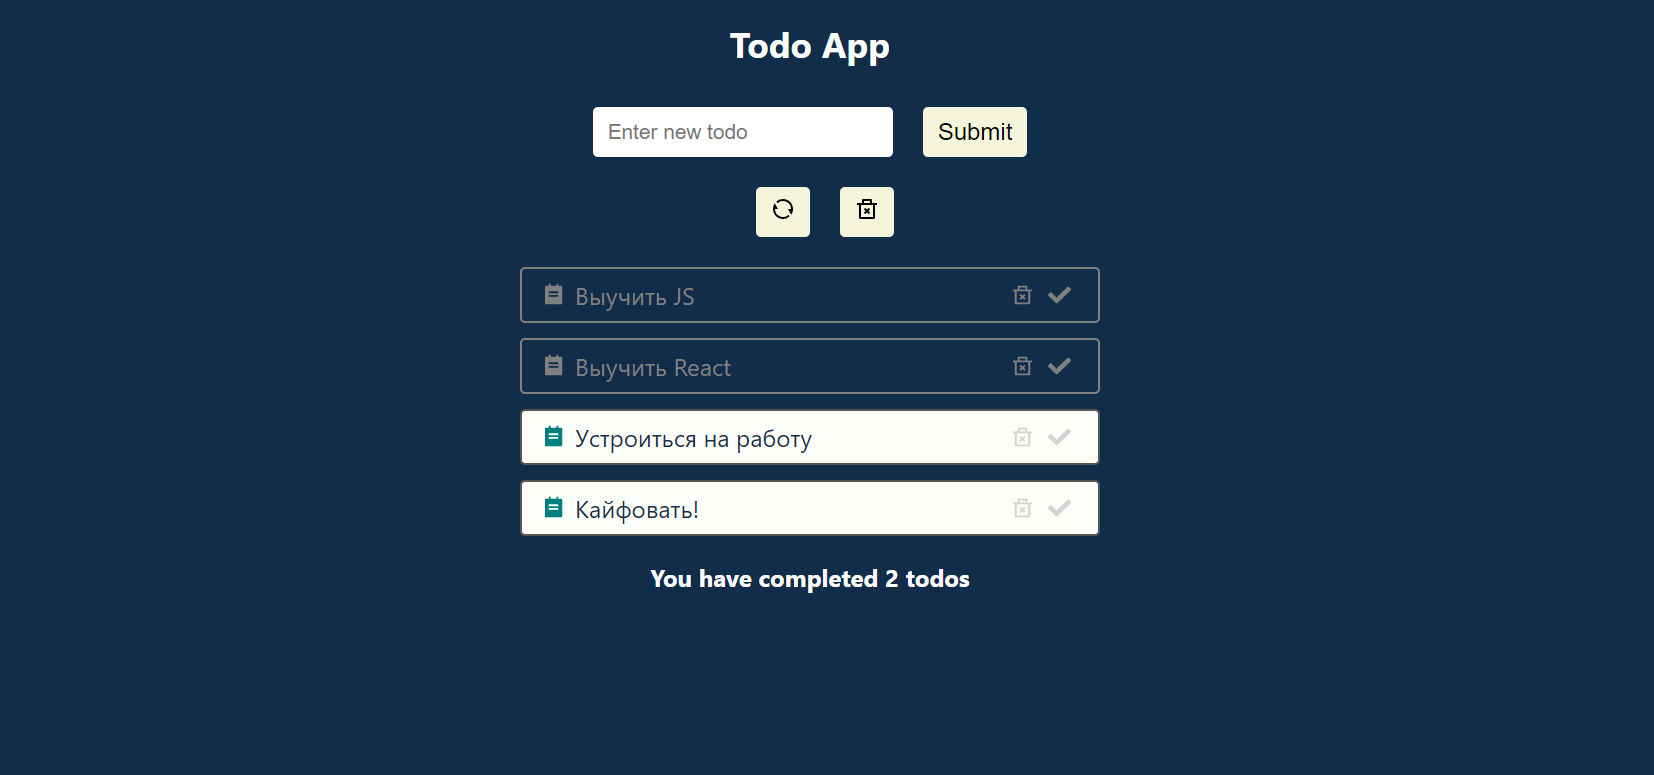 Todo App
Enter new todo
Submit
Выучить JS
Выучить React
Устроиться на работу
Кайфовать!
You have completed 2 todos